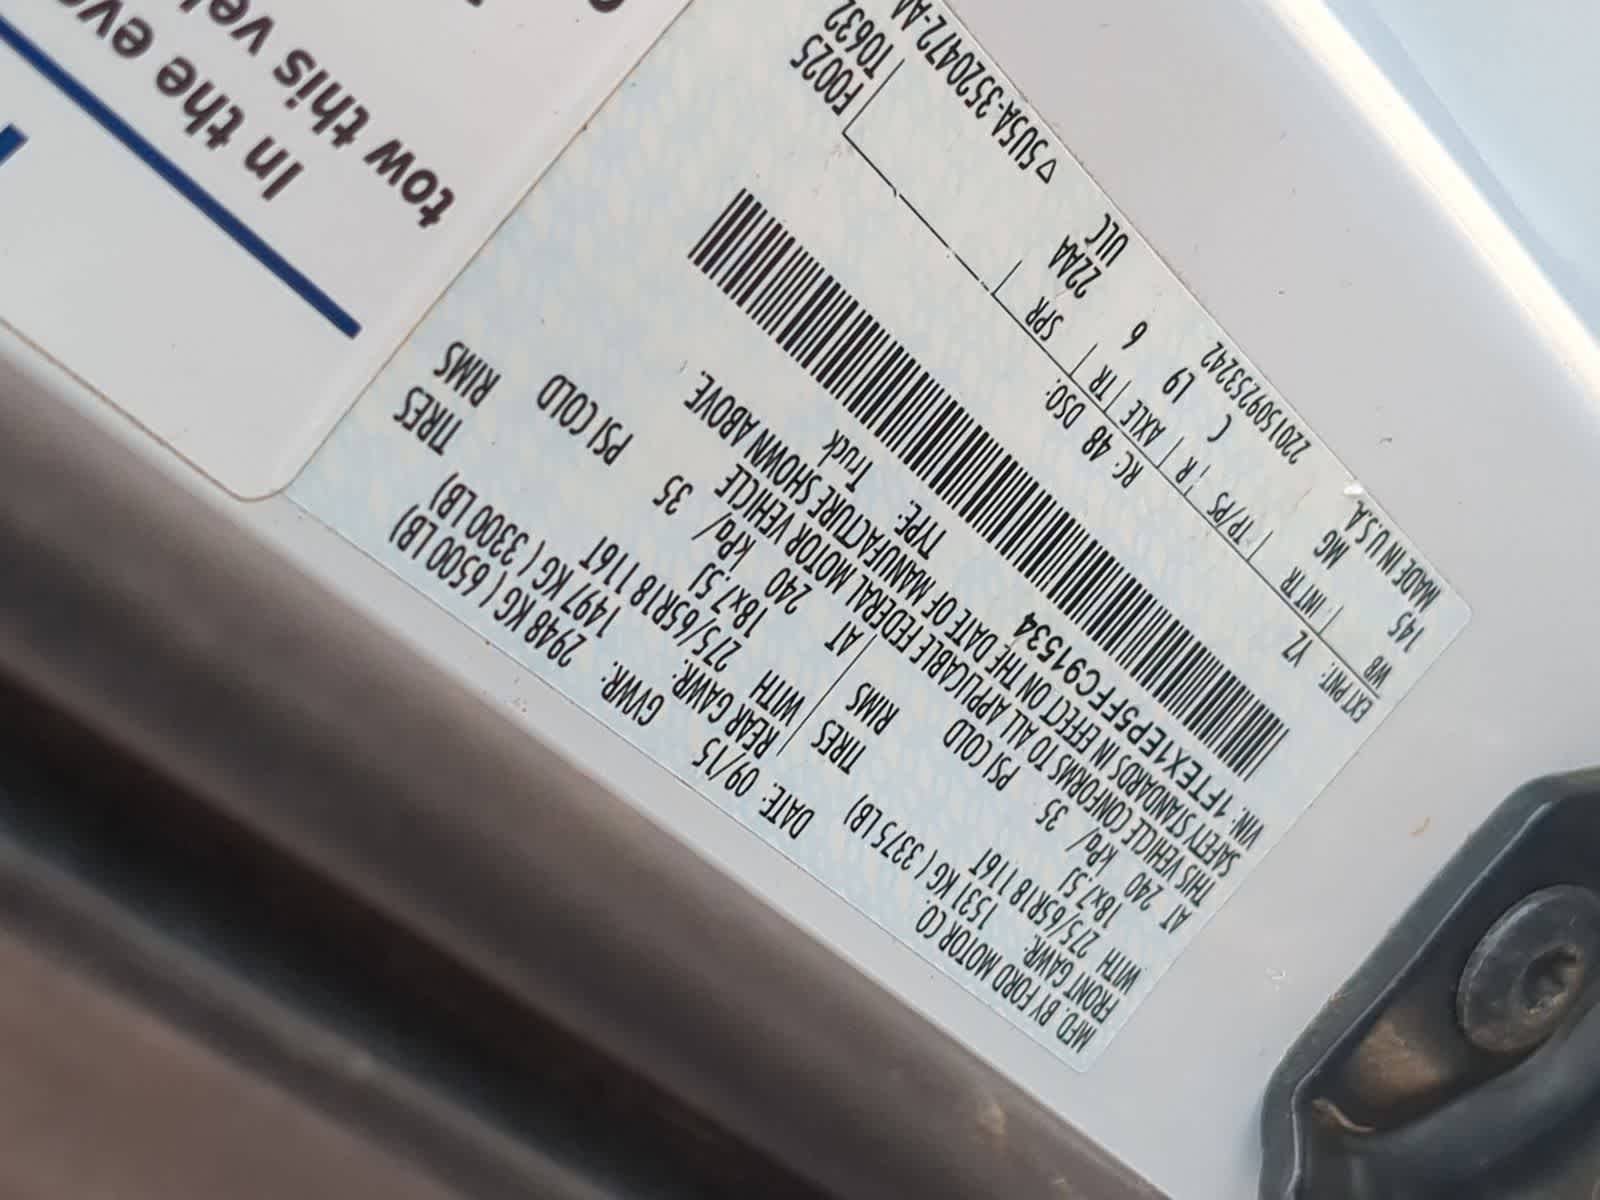 In the eve
tow this vel
MFD. BY FORD MOTOR CO.
DATE: 09/15 GVWR: 2948 KG ( 6500 LB)
FRONT GAWR: 1531 KG ( 3375 LB) REAR GAWR: 1497 KG ( 3300 LB)
WITH 275/65R18 116T TIRES WITH 275/65R18 116T TIRES
18x7.5J RIMS 18x7.5J RIMS
AT 240 kPa/ 35 PSI COLD AT 240 kPa/ 35 PSI COLD
THIS VEHICLE CONFORMS TO ALL APPLICABLE FEDERAL MOTOR VEHICLE
SAFETY STANDARDS IN EFFECT ON THE DATE OF MANUFACTURE SHOWN ABOVE.
VIN: 1FTEX1EP5FFC91534 TYPE: Truck
F0025
T0632
EXT PNT: YZ RC: 48 DSO:
WB INT TR TP/PS R AXLE TR SPR
145 MG C L9 6 22AA
ULC
MADE IN U.S.A. 2201509253242 ▽ 5U5A-3520472-AA